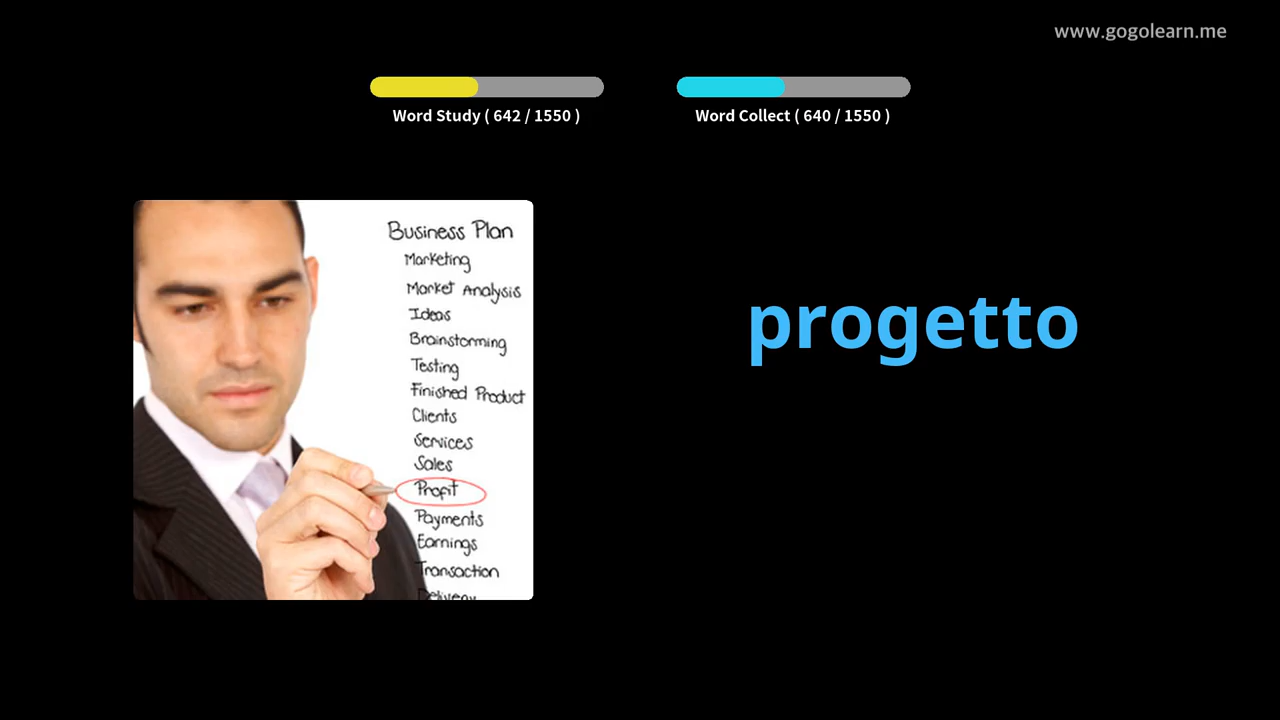 www.gogolearn.me
Word Study ( 642 / 1550 )
Word Collect ( 640 / 1550 )
Business Plan
Marketing
Market Analysis
Ideas
Brainstorming
Testing
Finished Product
Clients
Services
Sales
Profit
Payments
Earnings
Transaction
Delivery
progetto